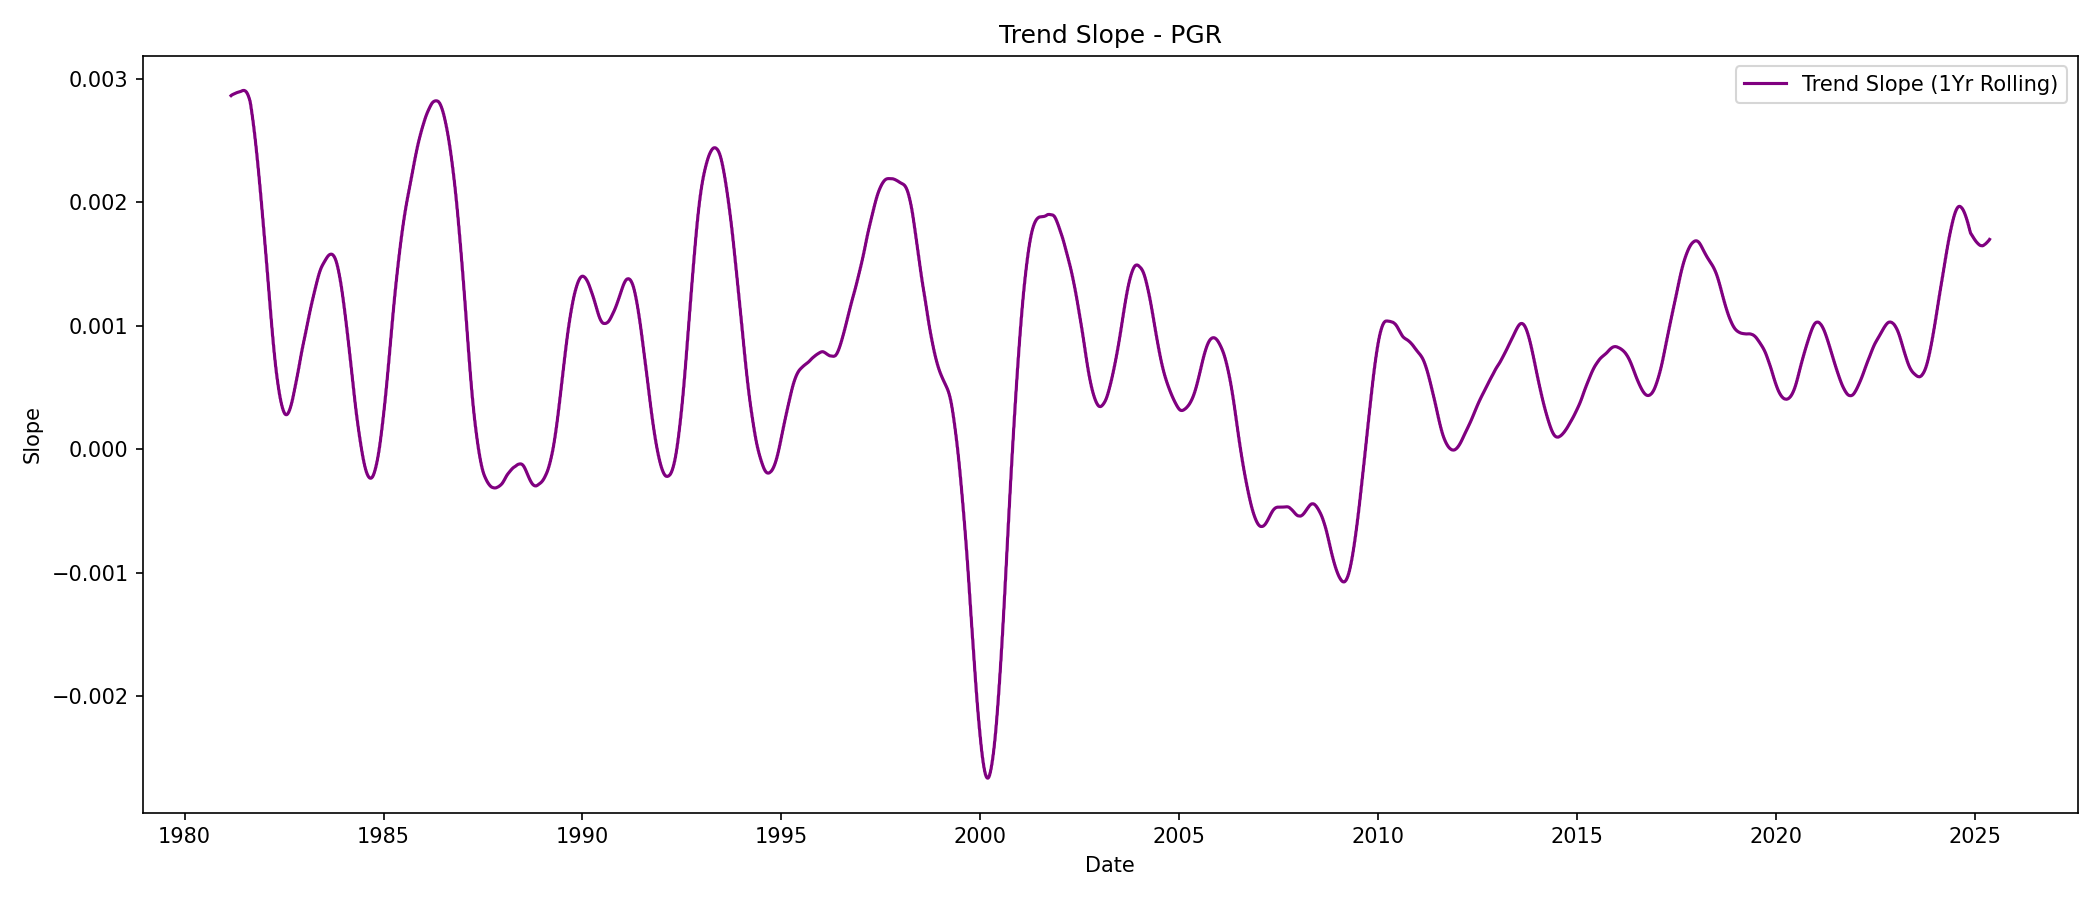 Trend Slope - PGR
Trend Slope (1Yr Rolling)
0.003
0.002
0.001
0.000
−0.001
−0.002
Slope
1980 1985 1990 1995 2000 2005 2010 2015 2020 2025
Date